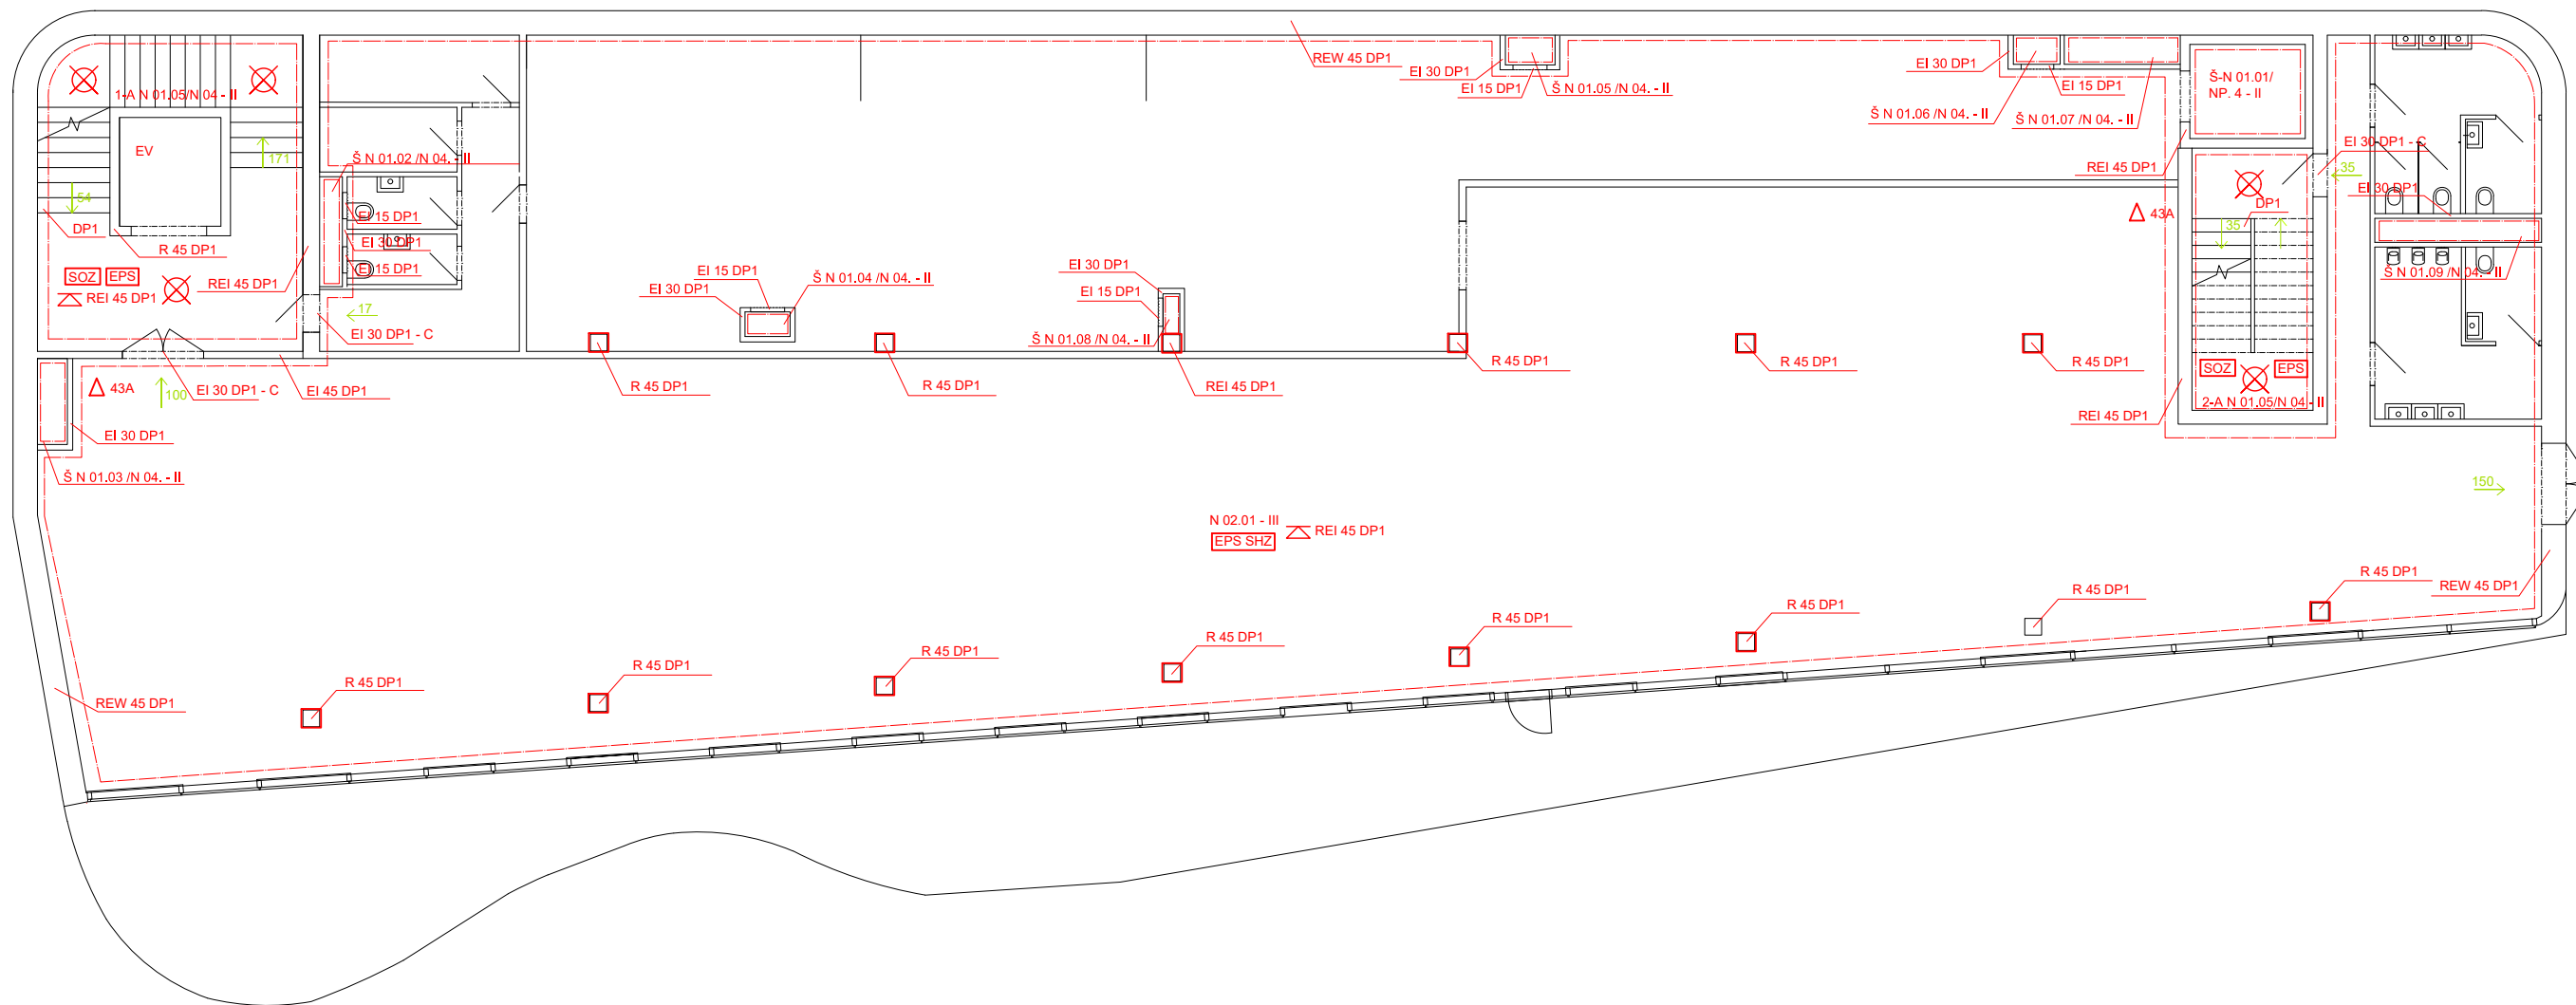 REW 45 DP1
EI 30 DP1
EI 15 DP1
Š N 01.05 /N 04. - II
EI 30 DP1
EI 15 DP1
Š N 01.06 /N 04. - II
Š N 01.07 /N 04. - II
Š-N 01.01/
NP. 4 - II
1-A N 01.05/N 04 - II
EV
171
54
DP1
R 45 DP1
SOZ
EPS
REI 45 DP1
REI 45 DP1
Š N 01.02 /N 04. - II
EI 15 DP1
EI 30 DP1
EI 15 DP1
17
EI 30 DP1 - C
EI 15 DP1
EI 30 DP1
Š N 01.04 /N 04. - II
EI 30 DP1
EI 15 DP1
Š N 01.08 /N 04. - II
REI 45 DP1
EI 30 DP1 - C
35
EI 30 DP1
43A
DP1
35
Š N 01.09 /N 04. - II
SOZ
EPS
2-A N 01.05/N 04 - II
REI 45 DP1
43A
100
EI 30 DP1 - C
EI 45 DP1
R 45 DP1
R 45 DP1
REI 45 DP1
R 45 DP1
R 45 DP1
R 45 DP1
EI 30 DP1
Š N 01.03 /N 04. - II
150
N 02.01 - III
EPS SHZ
REI 45 DP1
R 45 DP1
REW 45 DP1
R 45 DP1
R 45 DP1
R 45 DP1
R 45 DP1
R 45 DP1
R 45 DP1
R 45 DP1
REW 45 DP1